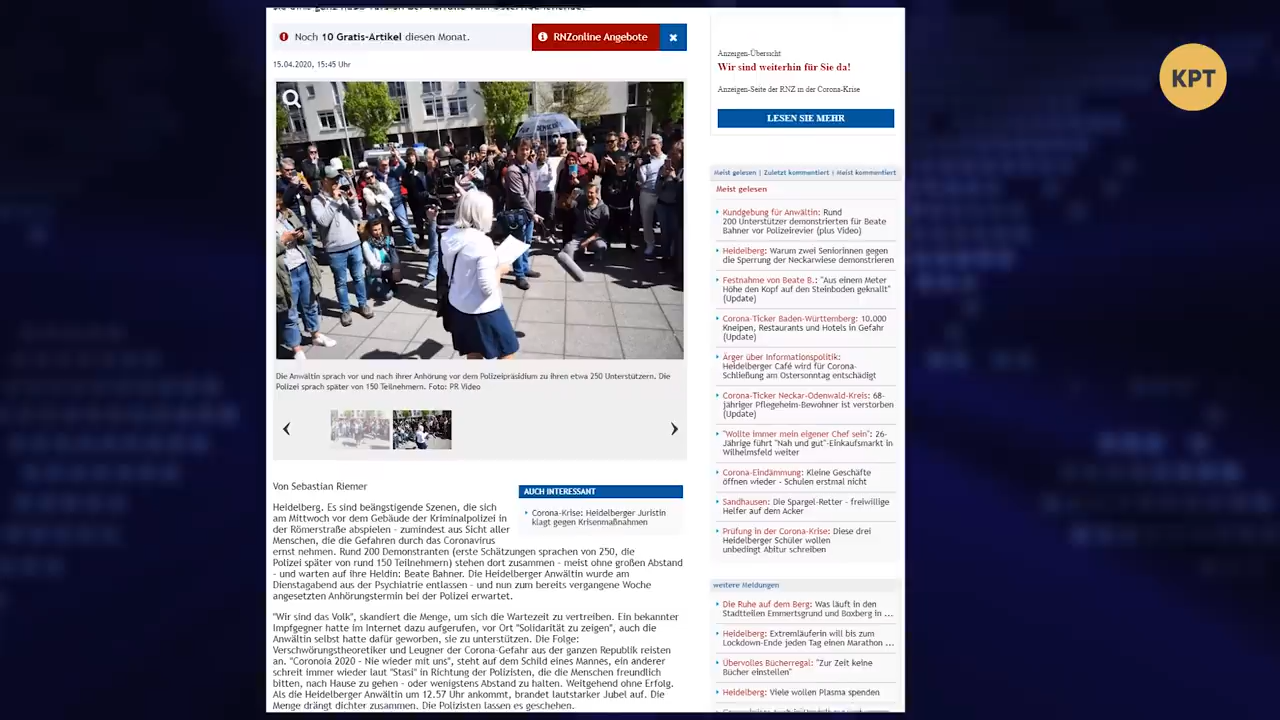 Noch 10 Gratis-Artikel diesen Monat.
RNZonline Angebote
15.04.2020, 15:45 Uhr
Die Anwältin sprach vor und nach ihrer Anhörung vor dem Polizeipräsidium zu ihren etwa 250 Unterstützern. Die
Polizei sprach später von 150 Teilnehmern. Foto: PR Video
Von Sebastian Riemer
AUCH INTERESSANT
Corona-Krise: Heidelberger Juristin
klagt gegen Krisenmaßnahmen
Heidelberg. Es sind beängstigende Szenen, die sich
am Mittwoch vor dem Gebäude der Kriminalpolizei in
der Römerstraße abspielen - zumindest aus Sicht aller
Menschen, die die Gefahren durch das Coronavirus
ernst nehmen. Rund 200 Demonstranten (erste Schätzungen sprachen von 250, die
Polizei später von rund 150 Teilnehmern) stehen dort zusammen - meist ohne großen Abstand
- und warten auf ihre Heldin: Beate Bahner. Die Heidelberger Anwältin wurde am
Dienstagabend aus der Psychiatrie entlassen - und nun zum bereits vergangene Woche
angesetzten Anhörungstermin bei der Polizei erwartet.
"Wir sind das Volk", skandiert die Menge, um sich die Wartezeit zu vertreiben. Ein bekannter
Impfgegner hatte im Internet dazu aufgerufen, vor Ort "Solidarität zu zeigen", auch die
Anwältin selbst hatte dafür geworben, sie zu unterstützen. Die Folge:
Verschwörungstheoretiker und Leugner der Corona-Gefahr aus der ganzen Republik reisten
an. "Coronoia 2020 - Nie wieder mit uns", steht auf dem Schild eines Mannes, ein anderer
schreit immer wieder laut "Stasi" in Richtung der Polizisten, die die Menschen freundlich
bitten, nach Hause zu gehen - oder wenigstens Abstand zu halten. Weitgehend ohne Erfolg.
Als die Heidelberger Anwältin um 12.57 Uhr ankommt, brandet lautstarker Jubel auf. Die
Menge drängt dichter zusammen. Die Polizisten lassen es geschehen.
Anzeigen-Übersicht
Wir sind weiterhin für Sie da!
Anzeigen-Seite der RNZ in der Corona-Krise
LESEN SIE MEHR
Meist gelesen | Zuletzt kommentiert | Meist kommentiert
Meist gelesen
Kundgebung für Anwältin: Rund
200 Unterstützer demonstrierten für Beate
Bahner vor Polizeirevier (plus Video)
Heidelberg: Warum zwei Seniorinnen gegen
die Sperrung der Neckarwiese demonstrieren
Festnahme von Beate B.: "Aus einem Meter
Höhe den Kopf auf den Steinboden geknallt"
(Update)
Corona-Ticker Baden-Württemberg: 10.000
Kneipen, Restaurants und Hotels in Gefahr
(Update)
Ärger über Informationspolitik:
Heidelberger Café wird für Corona-
Schließung am Ostersonntag entschädigt
Corona-Ticker Neckar-Odenwald-Kreis: 68-
jähriger Pflegeheim-Bewohner ist verstorben
(Update)
"Wollte immer mein eigener Chef sein": 26-
Jährige führt "Nah und gut"-Einkaufsmarkt in
Wilhelmsfeld weiter
Corona-Eindämmung: Kleine Geschäfte
öffnen wieder - Schulen erstmal nicht
Sandhausen: Die Spargel-Retter - freiwillige
Helfer auf dem Acker
Prüfung in der Corona-Krise: Diese drei
Heidelberger Schüler wollen
unbedingt Abitur schreiben
weitere Meldungen
Die Ruhe auf dem Berg: Was läuft in den
Stadtteilen Emmertsgrund und Boxberg in ...
Heidelberg: Extremläuferin will bis zum
Lockdown-Ende jeden Tag einen Marathon ...
Übervolles Bücherregal: "Zur Zeit keine
Bücher einstellen"
Heidelberg: Viele wollen Plasma spenden
KPT